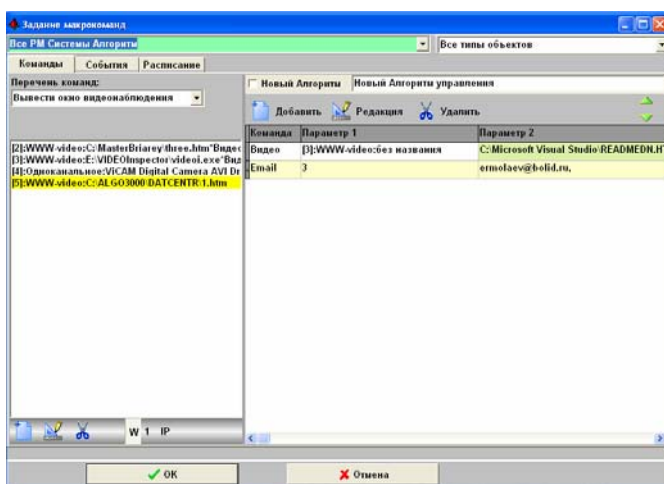 Задание макрокоманд
Все РМ Системы Алгоритм
Все типы объектов
Команды События Расписание
Перечень команд:
Вывести окно видеонаблюдения
[2]:WWW-video:C:\MasterBriarey\three.htm"Видео
[3]:WWW-video:E:\VIDEOInspector\videoi.exe"Вид
[4]:Одноканальное:ViCAM Digital Camera AVI Dr
[5]:WWW-video:C:\ALGO3000\DATCENTR\1.htm
W 1 IP
Новый Алгоритм Новый Алгоритм управления
Добавить Редакция Удалить
Команда Параметр 1 Параметр 2
Видео [3]:WWW-video:без названия C:\Microsoft Visual Studio\READMEDN.H
Email 3 ermolaev@bolid.ru,
OK Отмена